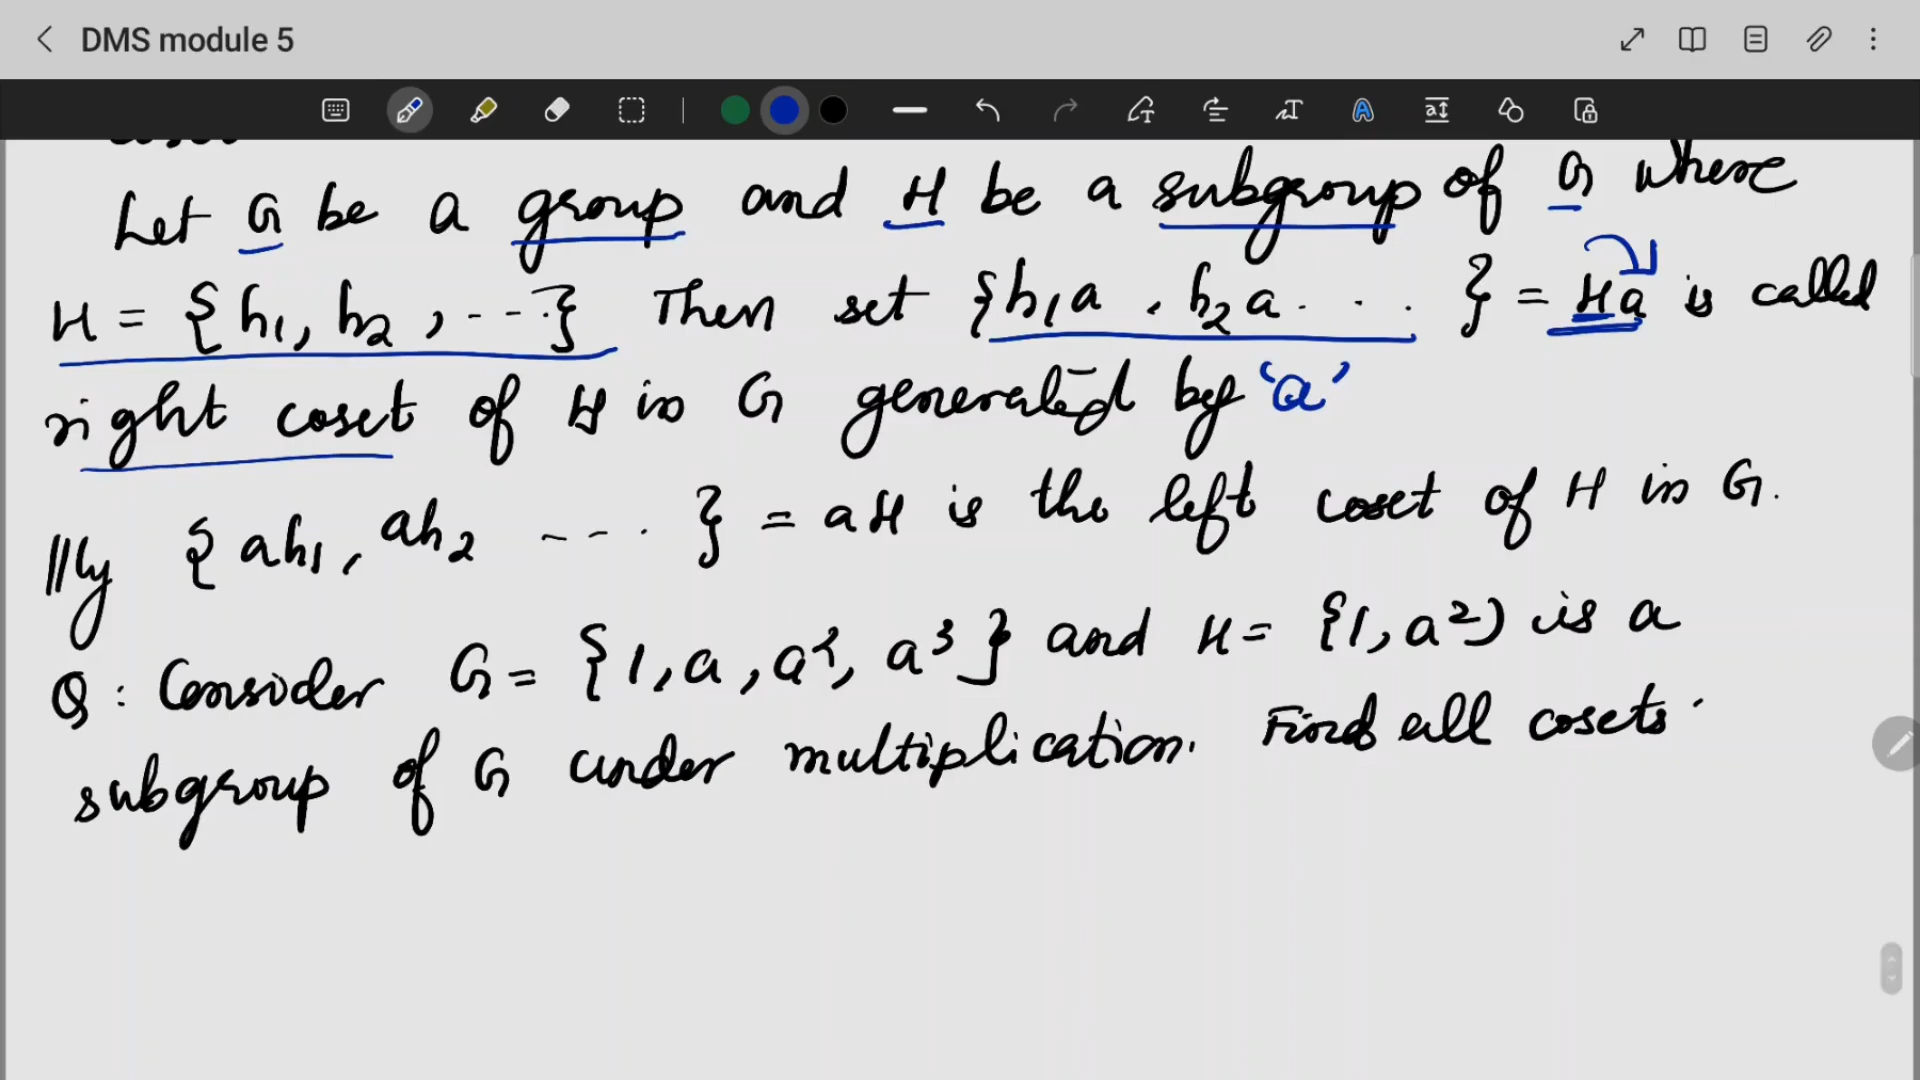 DMS module 5
coset
Let G be a group and H be a subgroup of G where
H = {h1, h2, ---} Then set {h1a, h2a . . . } = Ha is called
right coset of H in G generated by 'a'
|||ly {ah1, ah2 --- . } = aH is the left coset of H in G.
Q : Consider G = {1, a, a², a³} and H = {1, a²) is a
subgroup of G under multiplication. Find all cosets.